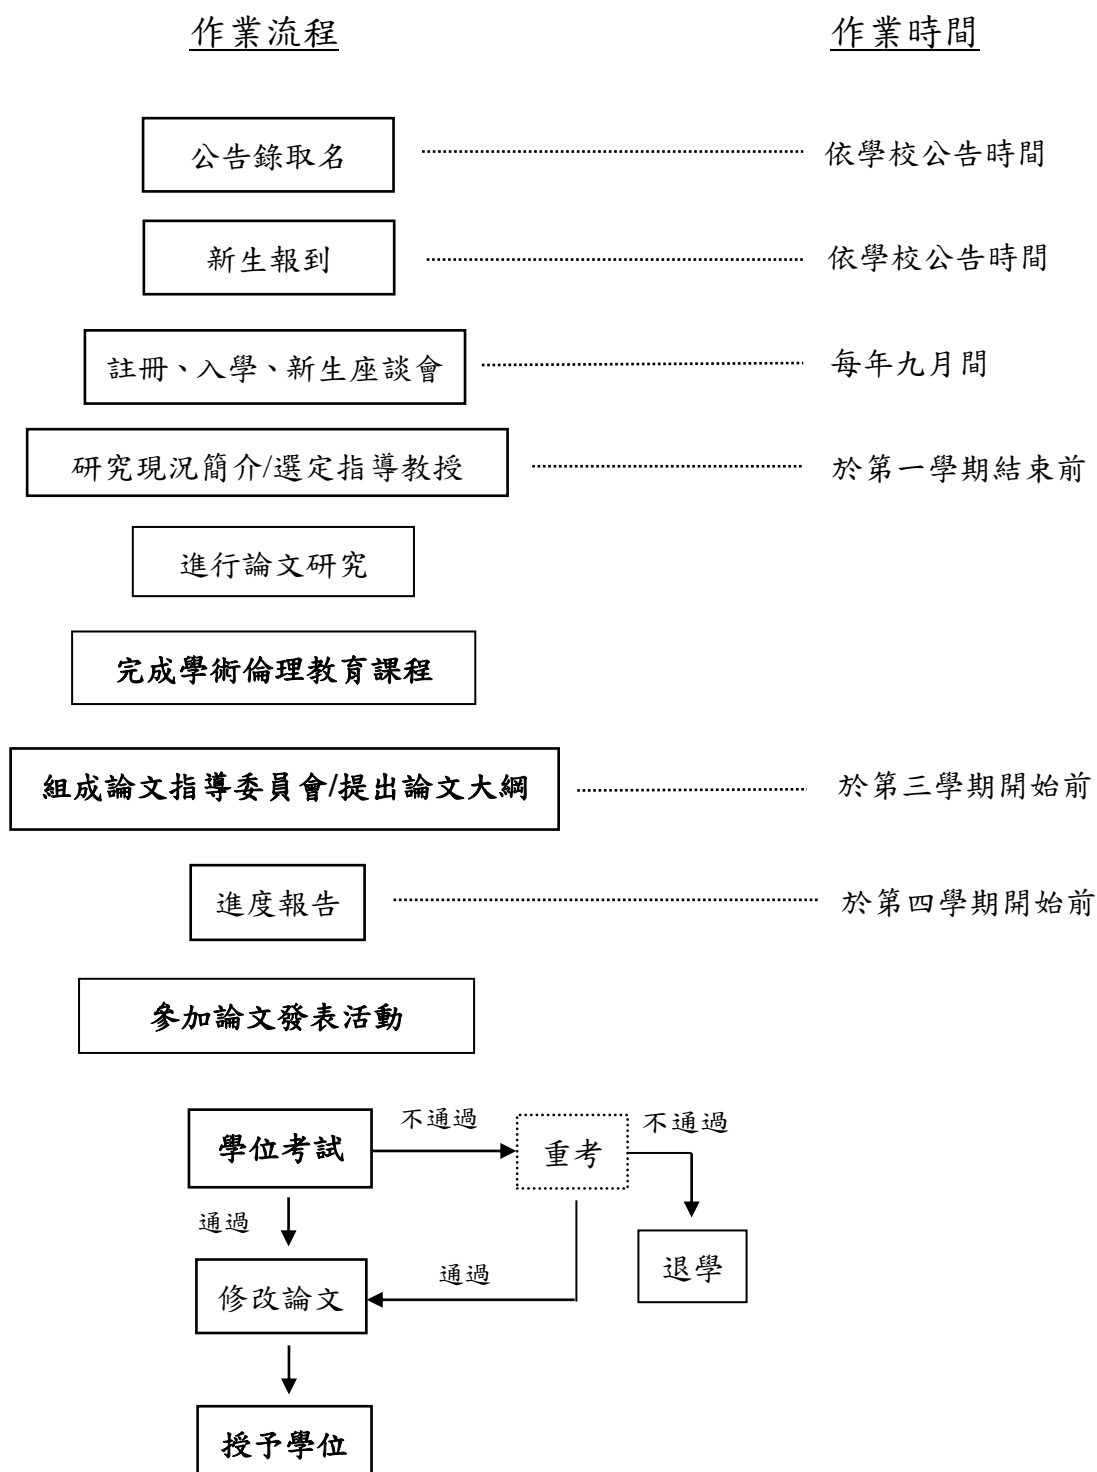 作業流程 作業時間
公告錄取名 依學校公告時間
新生報到 依學校公告時間
註冊、入學、新生座談會 每年九月間
研究現況簡介/選定指導教授 於第一學期結束前
進行論文研究
完成學術倫理教育課程
組成論文指導委員會/提出論文大綱 於第三學期開始前
進度報告 於第四學期開始前
參加論文發表活動
不通過 不通過
學位考試 重考
通過
通過 退學
修改論文
授予學位